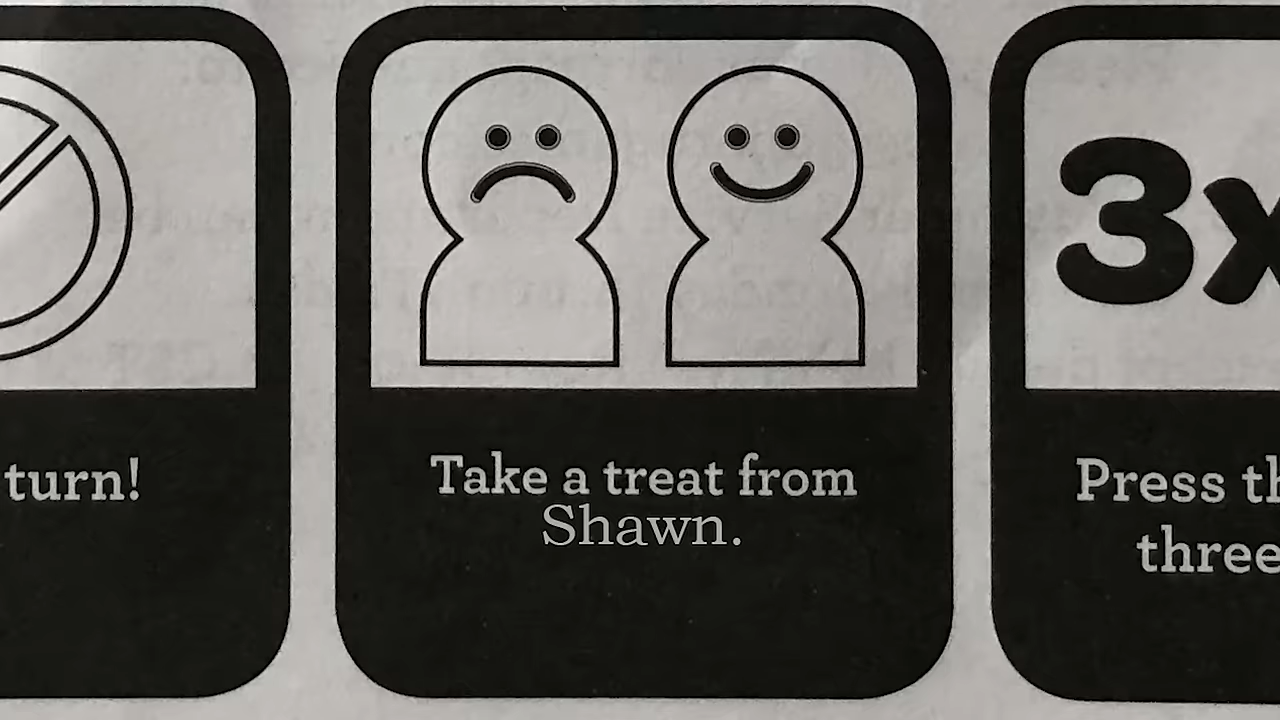 turn!
Take a treat from
Shawn.
3x
Press th
three